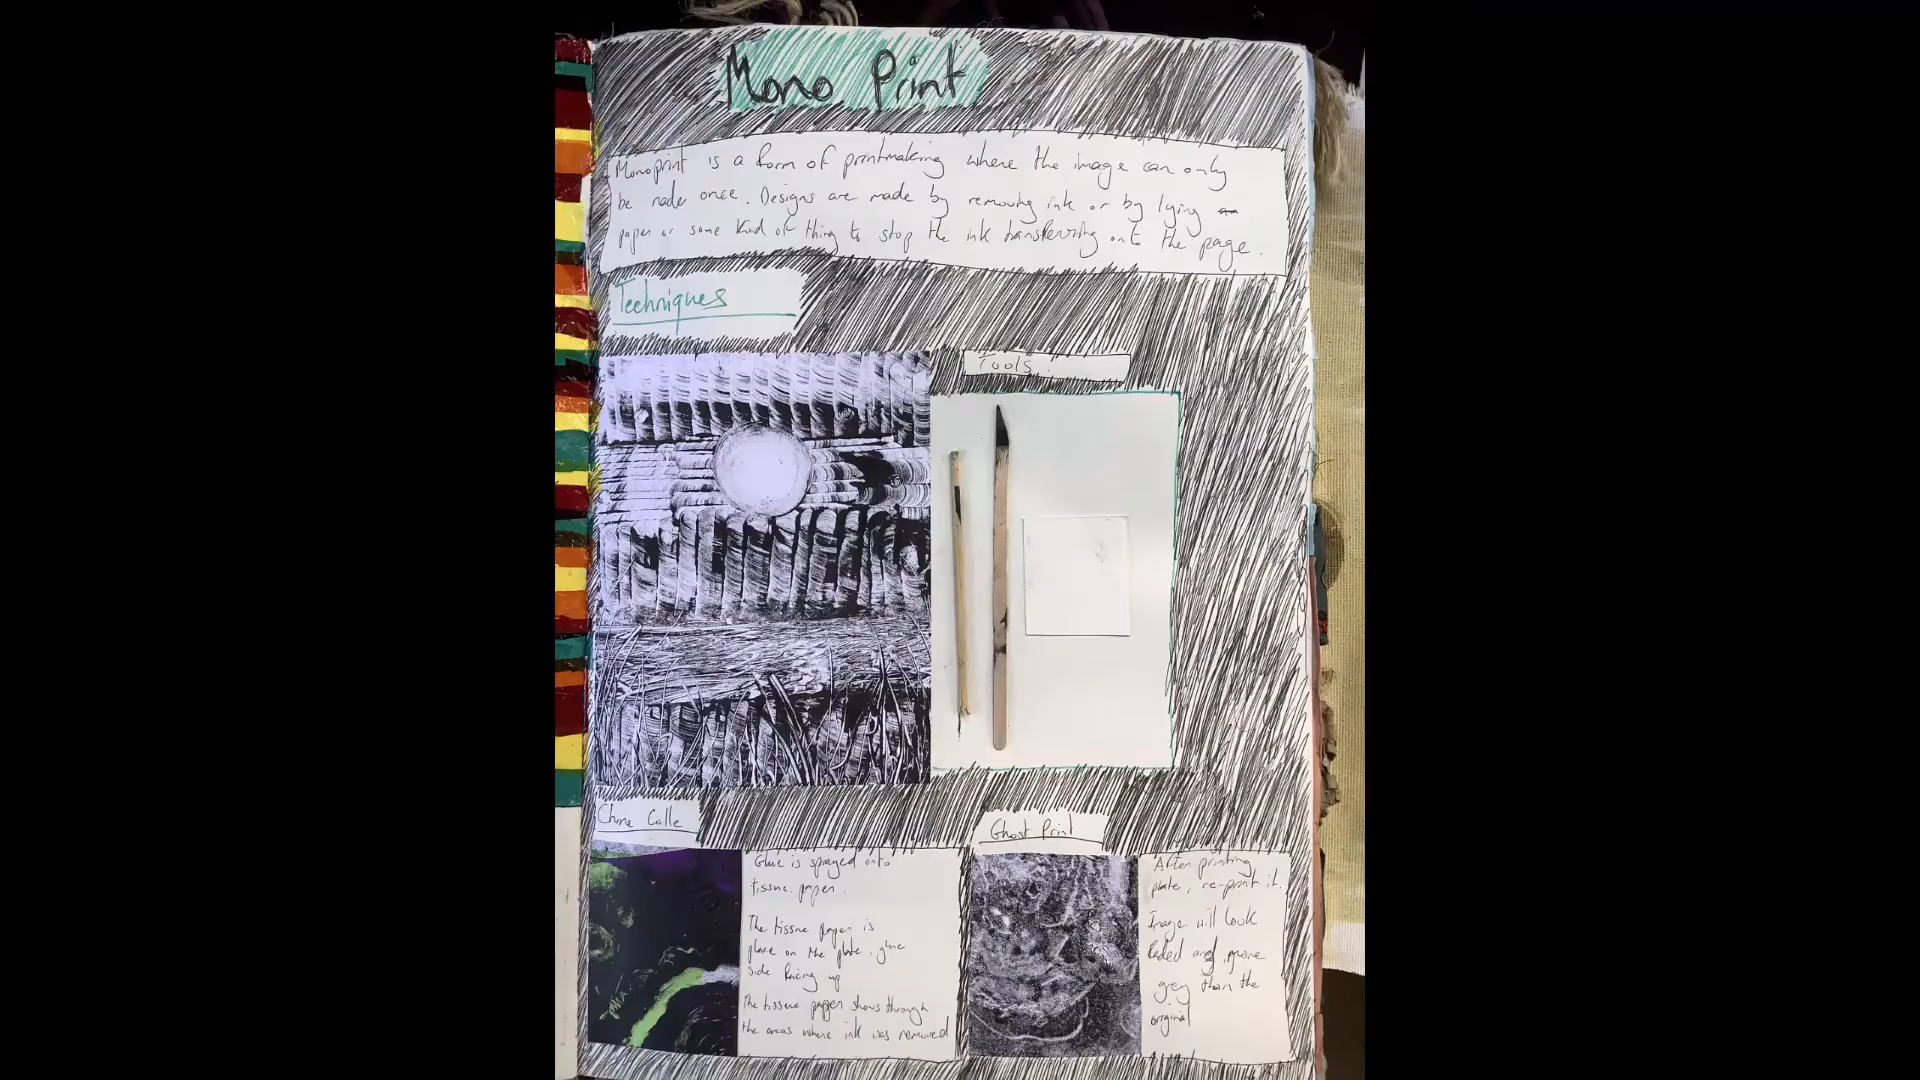 Mono Print
Monoprint is a form of printmaking where the image can only
be made once. Designs are made by removing ink or by lying
paper or some kind of thing to stop the ink transferring onto the page.
Techniques
Tools
Chine Colle
Glue is sprayed onto
tissue paper.
The tissue paper is
place on the plate, glue
side facing up
The tissue paper shows through
the areas where ink was removed
Ghost Print
After printing
plate, re-print it.
Image will look
faded and more
grey than the
original